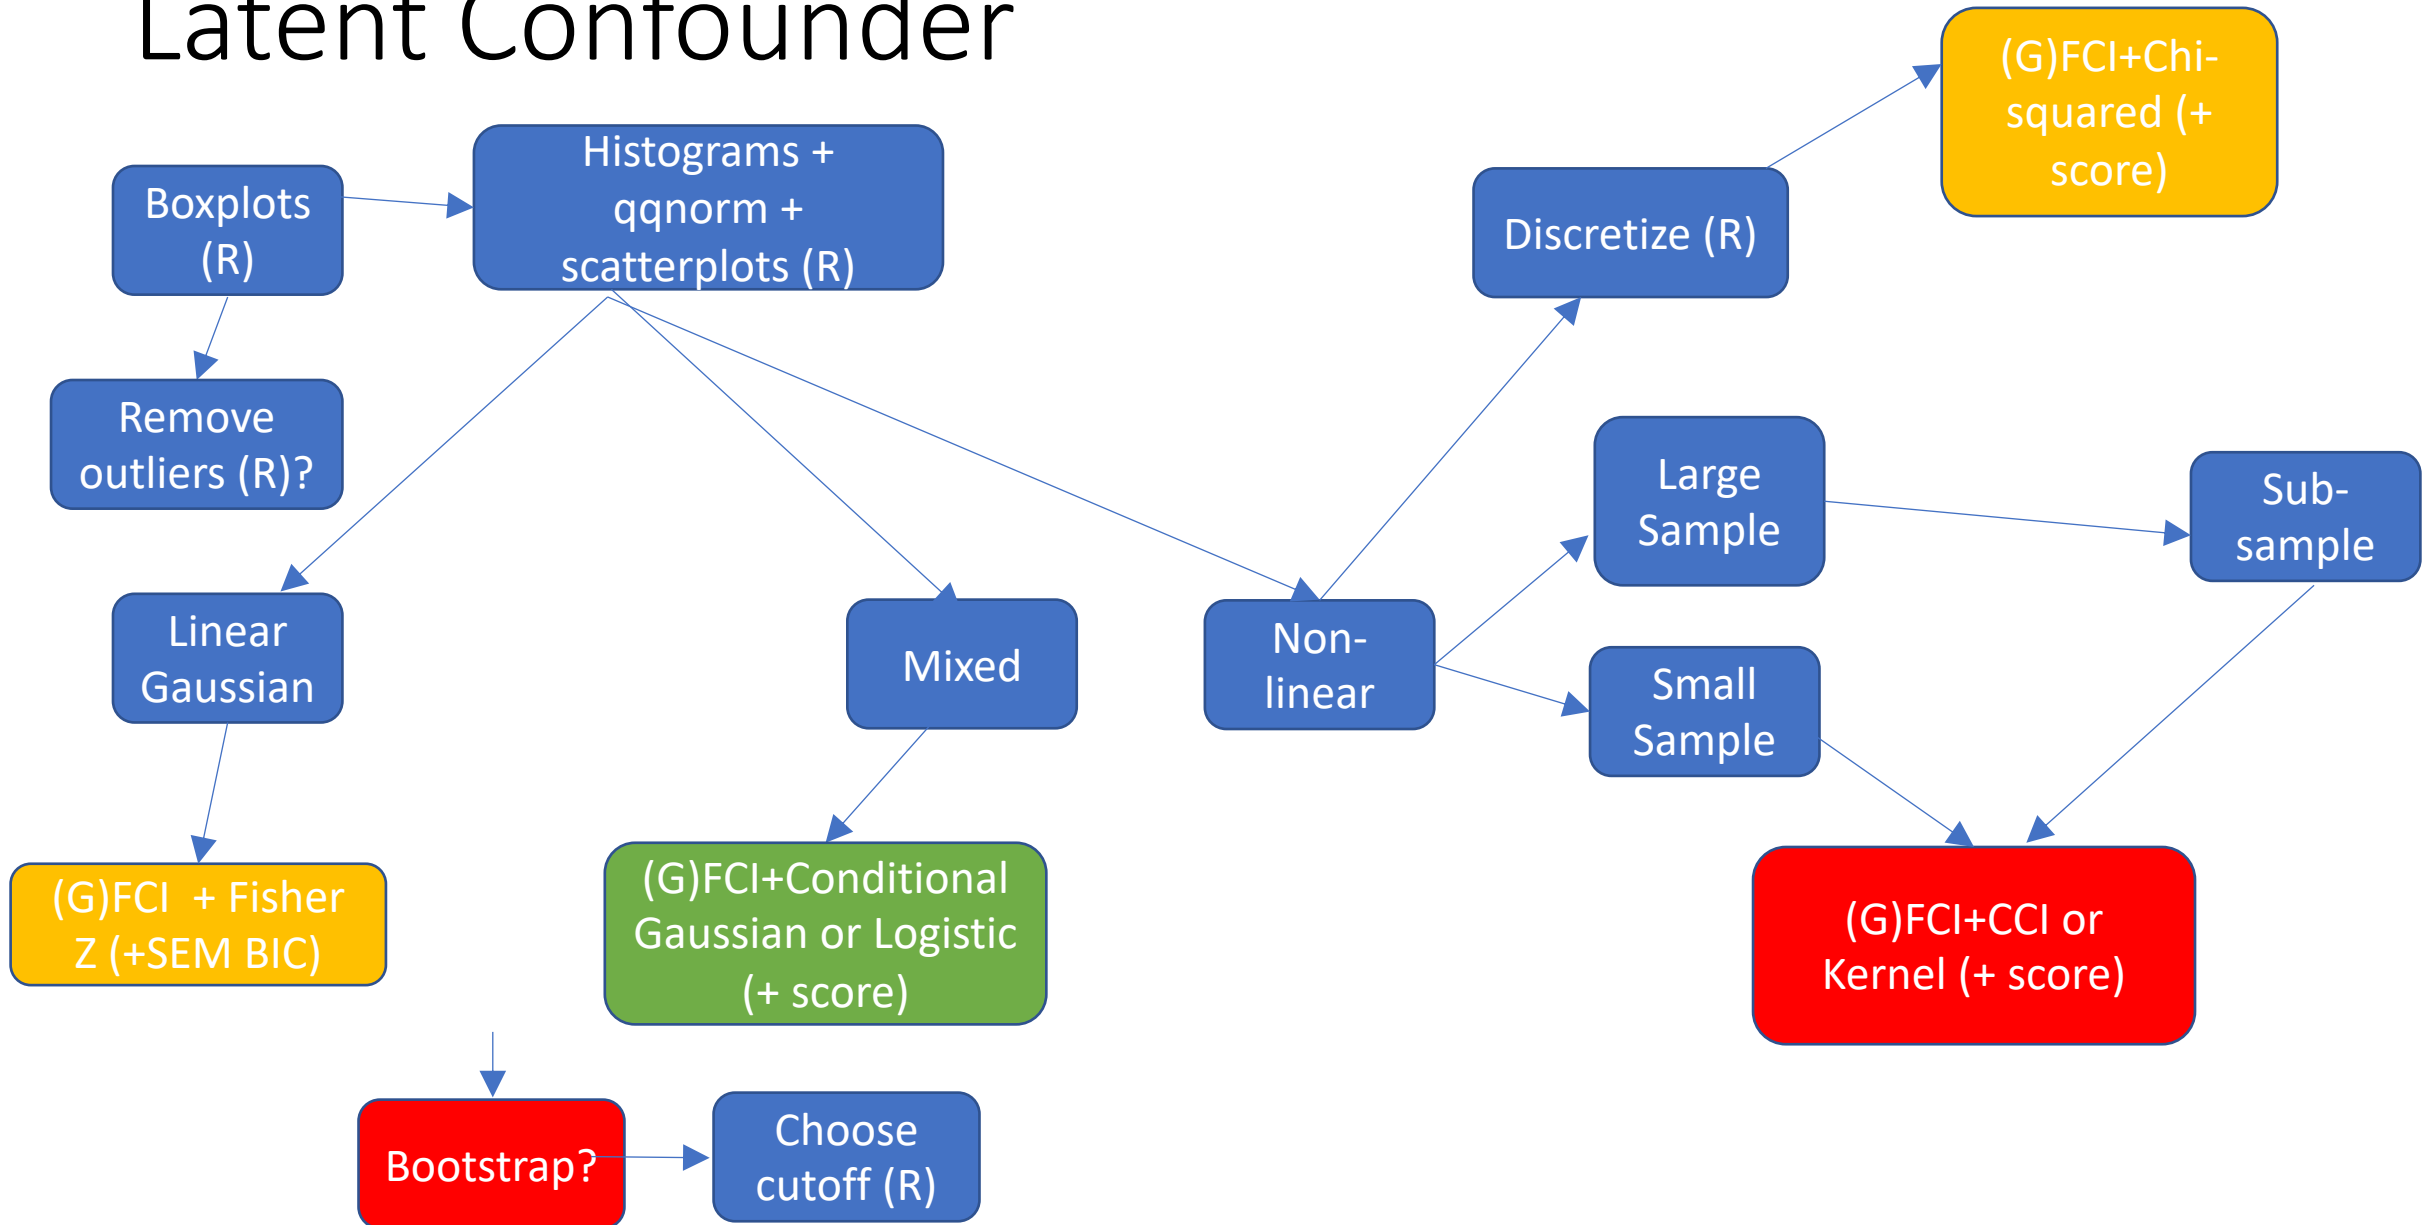 Latent Confounder
(G)FCI+Chi-
squared (+
score)
Histograms +
qqnorm +
scatterplots (R)
Boxplots
(R)
Discretize (R)
Remove
outliers (R)?
Large
Sample
Sub-
sample
Linear
Gaussian
Mixed
Non-
linear
Small
Sample
(G)FCI + Fisher
Z (+SEM BIC)
(G)FCI+Conditional
Gaussian or Logistic
(+ score)
(G)FCI+CCI or
Kernel (+ score)
Bootstrap?
Choose
cutoff (R)